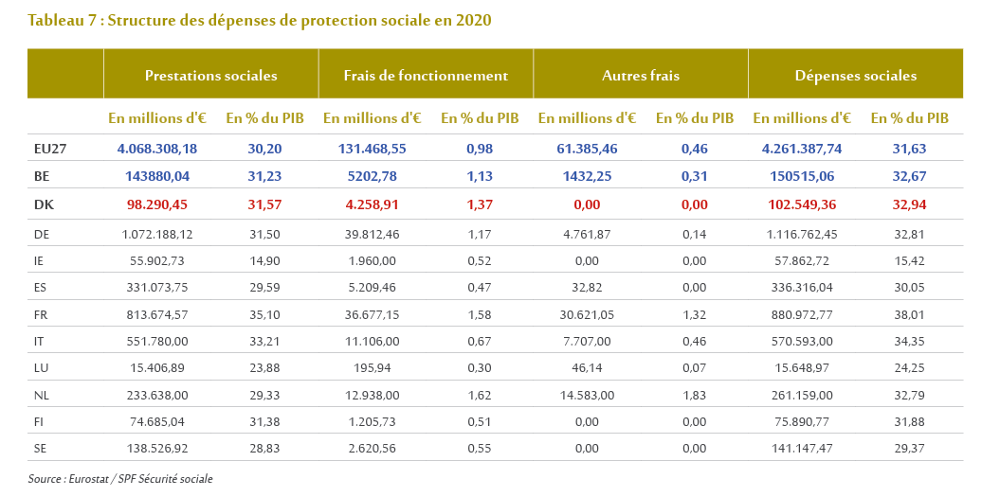 Tableau 7 : Structure des dépenses de protection sociale en 2020
Prestations sociales Frais de fonctionnement Autres frais Dépenses sociales
En millions d'€ En % du PIB En millions d'€ En % du PIB En millions d'€ En % du PIB En millions d'€ En % du PIB
EU27 4.068.308,18 30,20 131.468,55 0,98 61.385,46 0,46 4.261.387,74 31,63
BE 143880,04 31,23 5202,78 1,13 1432,25 0,31 150515,06 32,67
DK 98.290,45 31,57 4.258,91 1,37 0,00 0,00 102.549,36 32,94
DE 1.072.188,12 31,50 39.812,46 1,17 4.761,87 0,14 1.116.762,45 32,81
IE 55.902,73 14,90 1.960,00 0,52 0,00 0,00 57.862,72 15,42
ES 331.073,75 29,59 5.209,46 0,47 32,82 0,00 336.316,04 30,05
FR 813.674,57 35,10 36.677,15 1,58 30.621,05 1,32 880.972,77 38,01
IT 551.780,00 33,21 11.106,00 0,67 7.707,00 0,46 570.593,00 34,35
LU 15.406,89 23,88 195,94 0,30 46,14 0,07 15.648,97 24,25
NL 233.638,00 29,33 12.938,00 1,62 14.583,00 1,83 261.159,00 32,79
FI 74.685,04 31,38 1.205,73 0,51 0,00 0,00 75.890,77 31,88
SE 138.526,92 28,83 2.620,56 0,55 0,00 0,00 141.147,47 29,37
Source : Eurostat / SPF Sécurité sociale